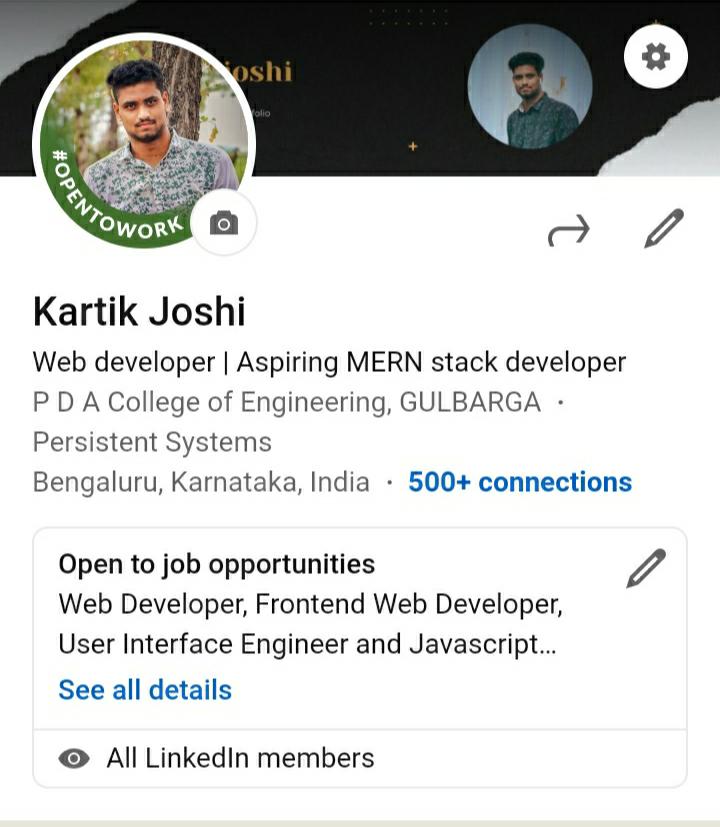 oshi
folio
#OPENTOWORK
Kartik Joshi
Web developer | Aspiring MERN stack developer
P D A College of Engineering, GULBARGA •
Persistent Systems
Bengaluru, Karnataka, India • 500+ connections
Open to job opportunities
Web Developer, Frontend Web Developer,
User Interface Engineer and Javascript...
See all details
All LinkedIn members